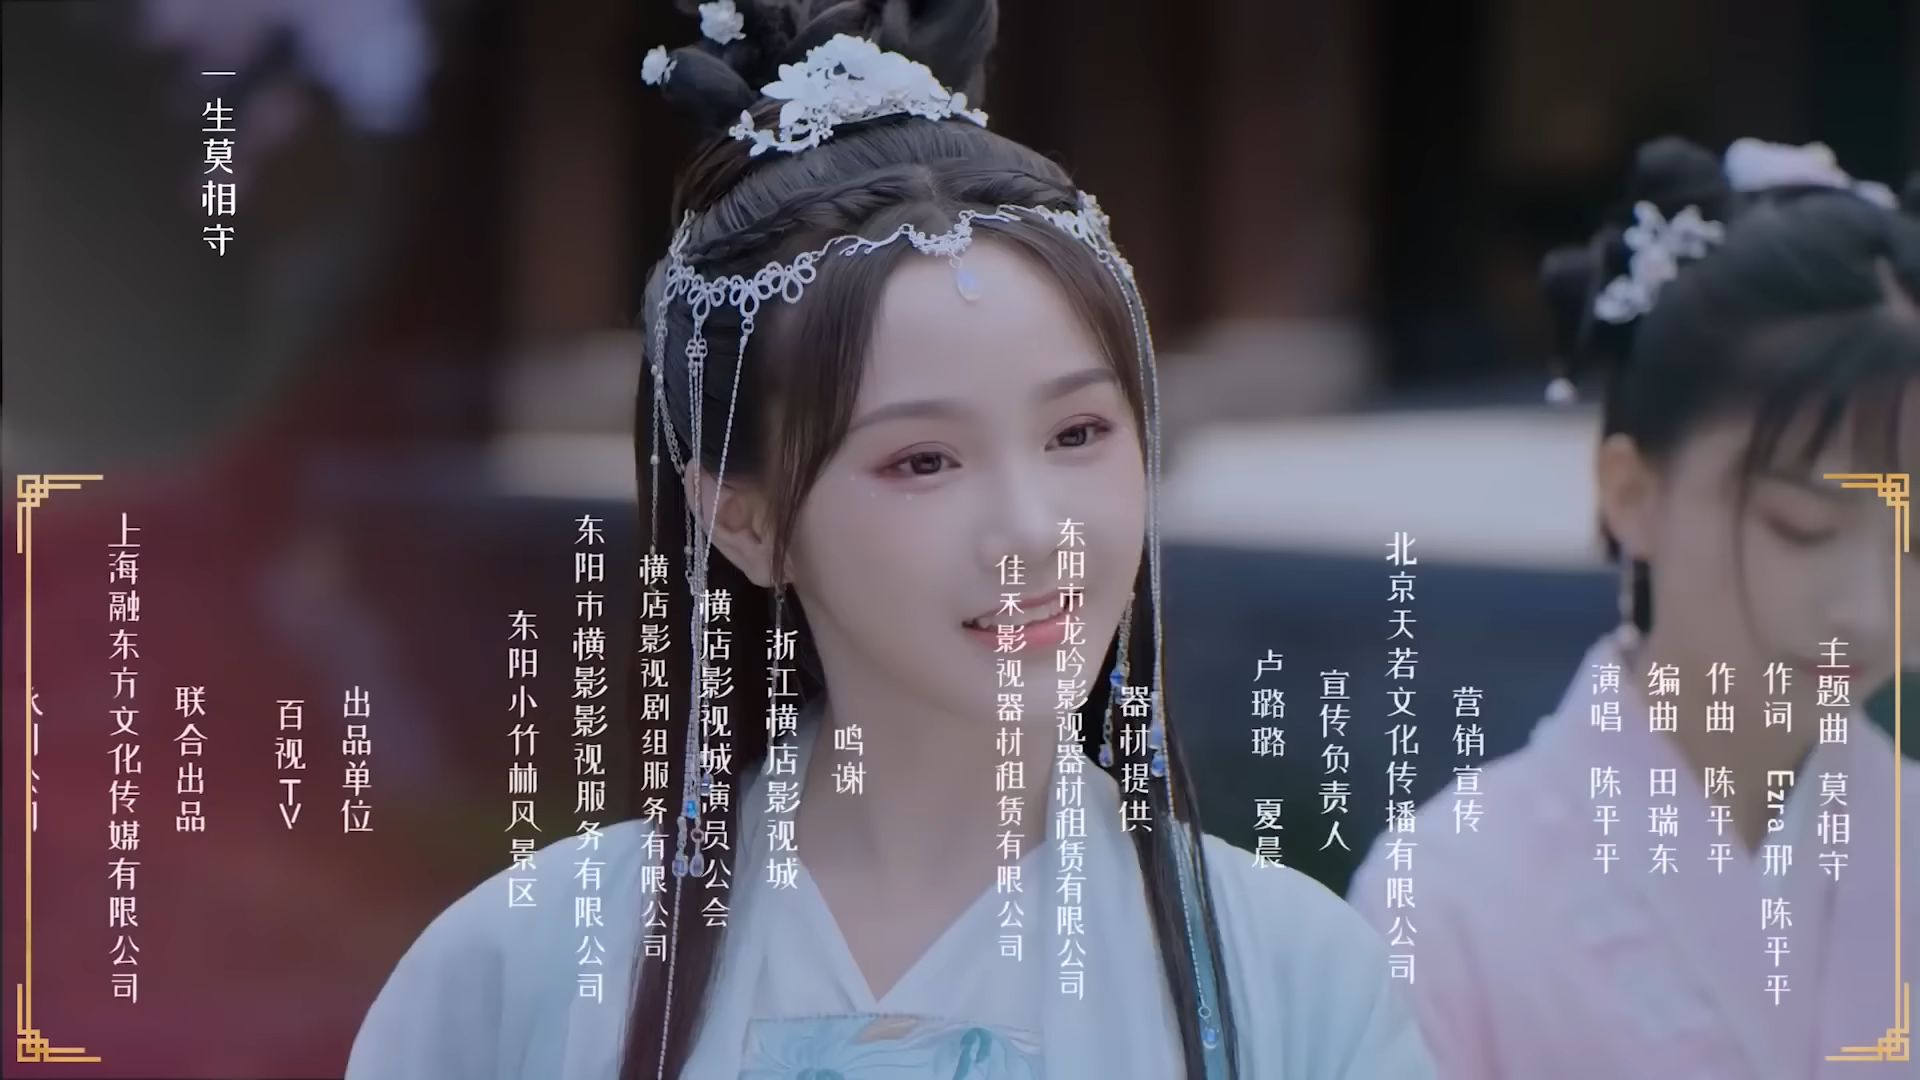 一生莫相守
主题曲 莫相守
作词 Ezra邢 陈平平
作曲 陈平平
编曲 田瑞东
演唱 陈平平
营销宣传
北京天若文化传播有限公司
宣传负责人
卢璐璐 夏晨
器材提供
东阳市龙吟影视器材租赁有限公司
佳禾影视器材租赁有限公司
鸣谢
浙江横店影视城
横店影视城演员公会
横店影视剧组服务有限公司
东阳市横影影视服务有限公司
东阳小竹林风景区
出品单位
百视TV
联合出品
上海融东方文化传媒有限公司